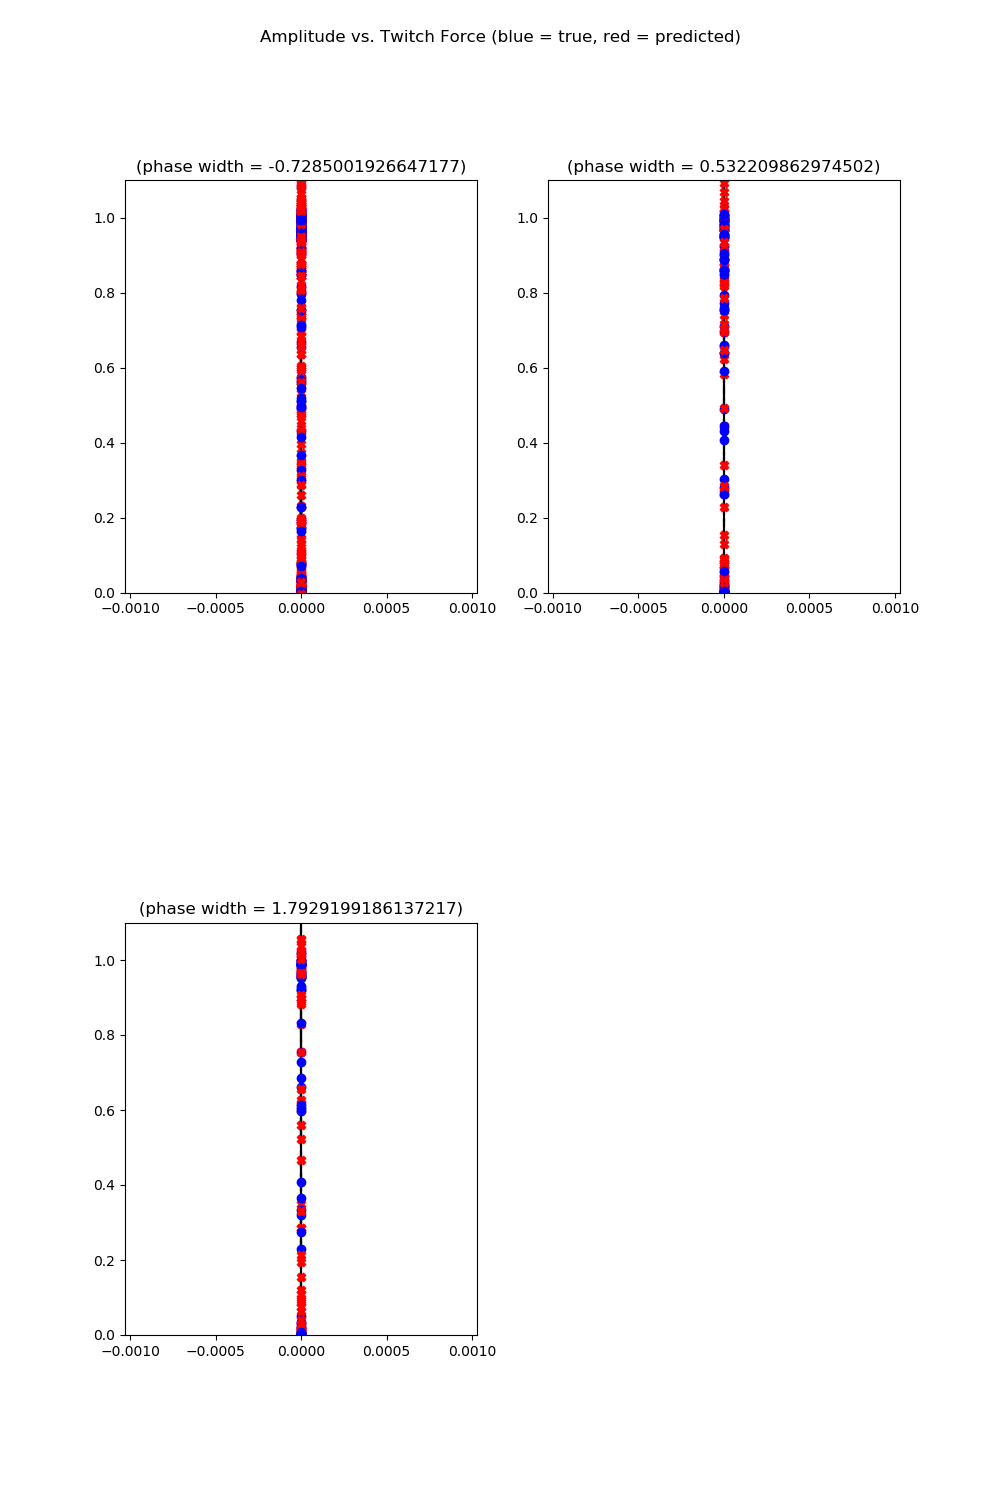 Amplitude vs. Twitch Force (blue = true, red = predicted)
(phase width = -0.7285001926647177)
1.0
0.8
0.6
0.4
0.2
0.0
−0.0010 −0.0005 0.0000 0.0005 0.0010
(phase width = 0.532209862974502)
1.0
0.8
0.6
0.4
0.2
0.0
−0.0010 −0.0005 0.0000 0.0005 0.0010
(phase width = 1.7929199186137217)
1.0
0.8
0.6
0.4
0.2
0.0
−0.0010 −0.0005 0.0000 0.0005 0.0010